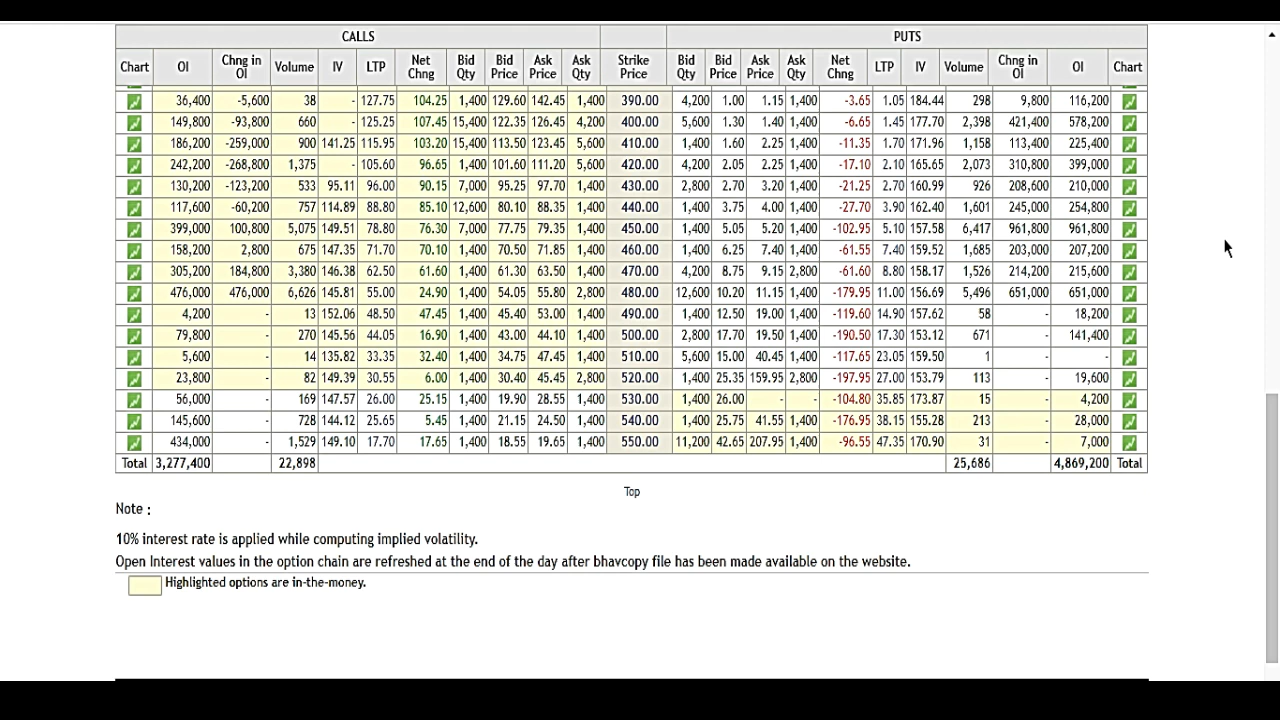 CALLS PUTS
Chart OI Chng in OI Volume IV LTP Net Chng Bid Qty Bid Price Ask Price Ask Qty Strike Price Bid Qty Bid Price Ask Price Ask Qty Net Chng LTP IV Volume Chng in OI OI Chart
36,400 -5,600 38 - 127.75 104.25 1,400 129.60 142.45 1,400 390.00 4,200 1.00 1.15 1,400 -3.65 1.05 184.44 298 9,800 116,200
149,800 -93,800 660 - 125.25 107.45 15,400 122.35 126.45 4,200 400.00 5,600 1.30 1.40 1,400 -6.65 1.45 177.70 2,398 421,400 578,200
186,200 -259,000 900 141.25 115.95 103.20 15,400 113.50 123.45 5,600 410.00 1,400 1.60 2.25 1,400 -11.35 1.70 171.96 1,158 113,400 225,400
242,200 -268,800 1,375 - 105.60 96.65 1,400 101.60 111.20 5,600 420.00 4,200 2.05 2.25 1,400 -17.10 2.10 165.65 2,073 310,800 399,000
130,200 -123,200 533 95.11 96.00 90.15 7,000 95.25 97.70 1,400 430.00 2,800 2.70 3.20 1,400 -21.25 2.70 160.99 926 208,600 210,000
117,600 -60,200 757 114.89 88.80 85.10 12,600 80.10 88.35 1,400 440.00 1,400 3.75 4.00 1,400 -27.70 3.90 162.40 1,601 245,000 254,800
399,000 100,800 5,075 149.51 78.80 76.30 7,000 77.75 79.35 1,400 450.00 1,400 5.05 5.20 1,400 -102.95 5.10 157.58 6,417 961,800 961,800
158,200 2,800 675 147.35 71.70 70.10 1,400 70.50 71.85 1,400 460.00 1,400 6.25 7.40 1,400 -61.55 7.40 159.52 1,685 203,000 207,200
305,200 184,800 3,380 146.38 62.50 61.60 1,400 61.30 63.50 1,400 470.00 4,200 8.75 9.15 2,800 -61.60 8.80 158.17 1,526 214,200 215,600
476,000 476,000 6,626 145.81 55.00 24.90 1,400 54.05 55.80 2,800 480.00 12,600 10.20 11.15 1,400 -179.95 11.00 156.69 5,496 651,000 651,000
4,200 - 13 152.06 48.50 47.45 1,400 45.40 53.00 1,400 490.00 1,400 12.50 19.00 1,400 -119.60 14.90 157.62 58 - 18,200
79,800 - 270 145.56 44.05 16.90 1,400 43.00 44.10 1,400 500.00 2,800 17.70 19.50 1,400 -190.50 17.30 153.12 671 - 141,400
5,600 - 14 135.82 33.35 32.40 1,400 34.75 47.45 1,400 510.00 5,600 15.00 40.45 1,400 -117.65 23.05 159.50 1 - -
23,800 - 82 149.39 30.55 6.00 1,400 30.40 45.45 2,800 520.00 1,400 25.35 159.95 2,800 -197.95 27.00 153.79 113 - 19,600
56,000 - 169 147.57 26.00 25.15 1,400 19.90 28.55 1,400 530.00 1,400 26.00 - - -104.80 35.85 173.87 15 - 4,200
145,600 - 728 144.12 25.65 5.45 1,400 21.15 24.50 1,400 540.00 1,400 25.75 41.55 1,400 -176.95 38.15 155.28 213 - 28,000
434,000 - 1,529 149.10 17.70 17.65 1,400 18.55 19.65 1,400 550.00 11,200 42.65 207.95 1,400 -96.55 47.35 170.90 31 - 7,000
Total 3,277,400 22,898 25,686 4,869,200 Total
Top
Note :
10% interest rate is applied while computing implied volatility.
Open Interest values in the option chain are refreshed at the end of the day after bhavcopy file has been made available on the website.
Highlighted options are in-the-money.